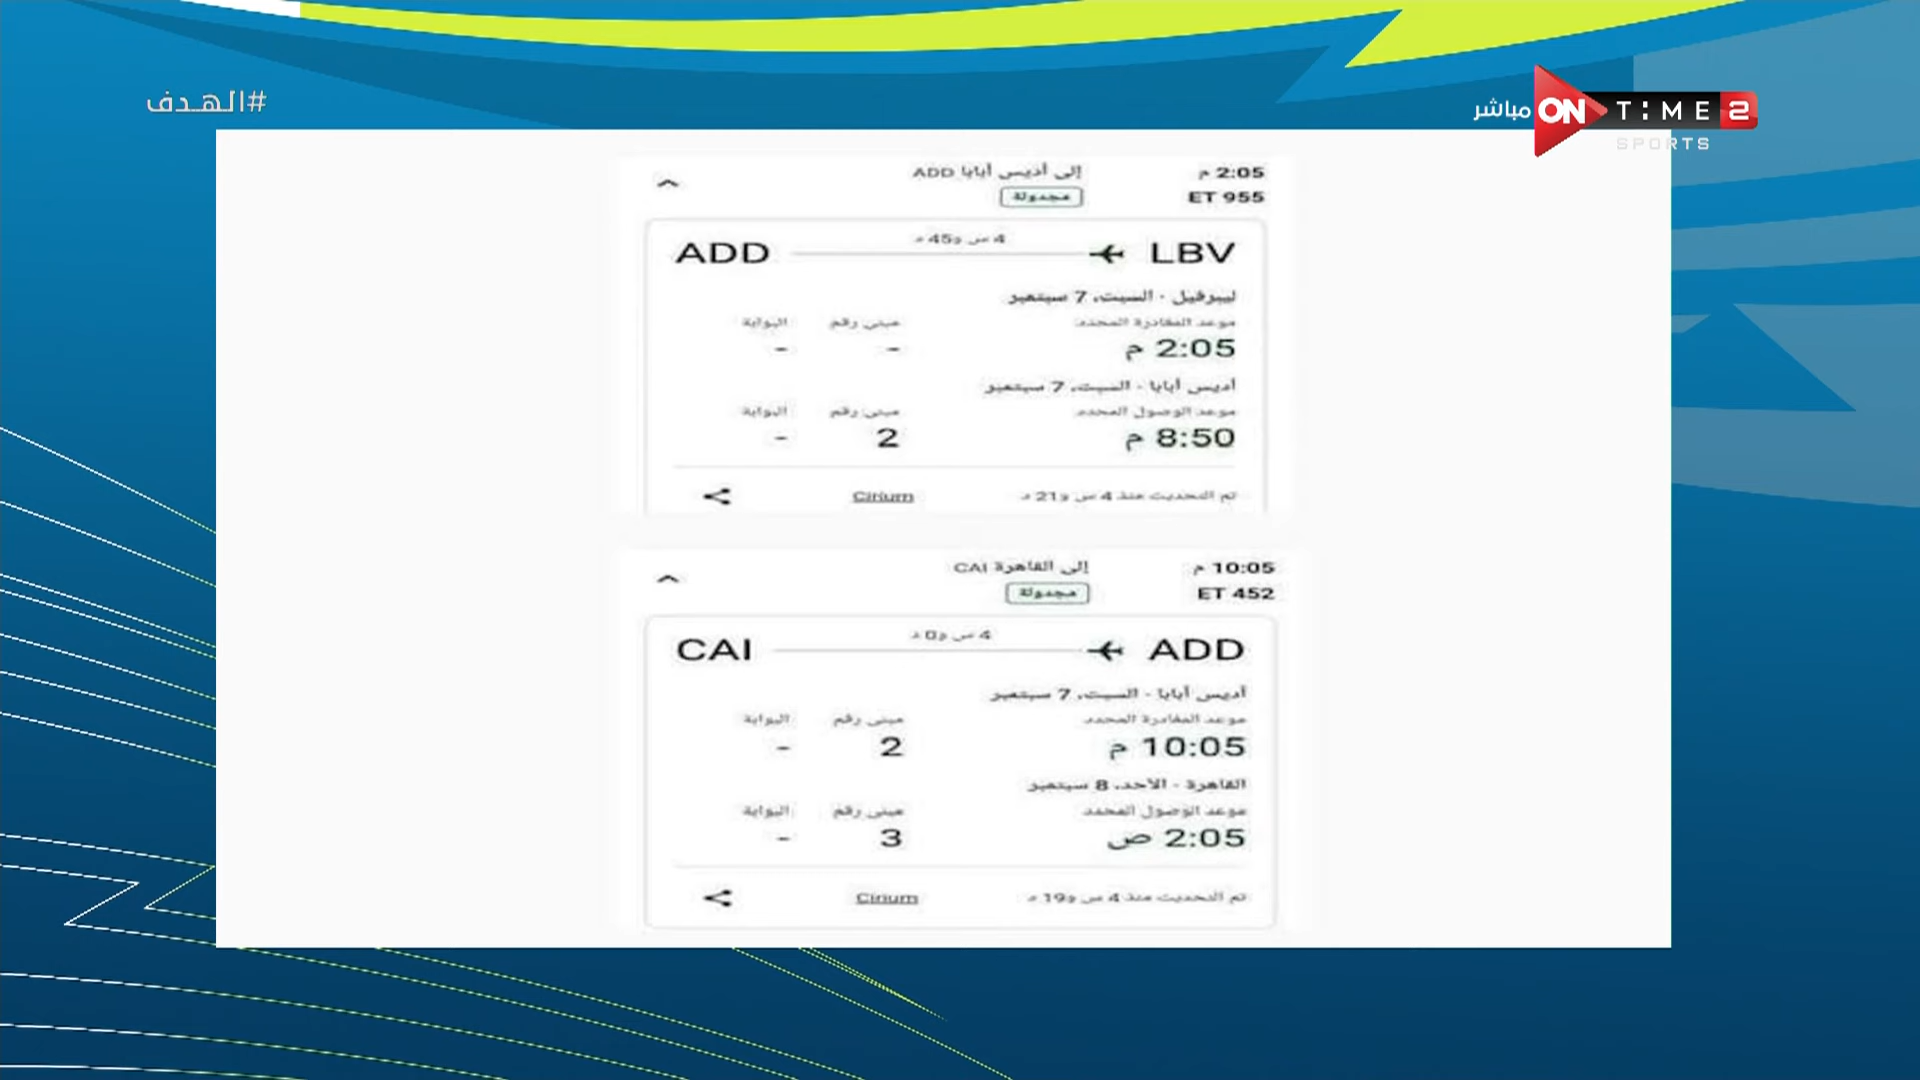 #الهدف
مباشر ON TIME 2
SPORTS
2:05 م إلى أديس أبابا ADD
ET 955 مجدولة
4 س و45 د
LBV ADD
ليبرفيل - السبت، 7 سبتمبر
موعد المغادرة المحدد: مبنى رقم البوابة
2:05 م - -
أديس أبابا - السبت، 7 سبتمبر
موعد الوصول المحدد: مبنى رقم البوابة
8:50 م 2 -
تم التحديث منذ 4 س و21 د Cirium
10:05 م إلى القاهرة CAI
ET 452 مجدولة
4 س و0 د
ADD CAI
أديس أبابا - السبت، 7 سبتمبر
موعد المغادرة المحدد: مبنى رقم البوابة
10:05 م 2 -
القاهرة - الأحد، 8 سبتمبر
موعد الوصول المحدد: مبنى رقم البوابة
2:05 ص 3 -
تم التحديث منذ 4 س و19 د Cirium